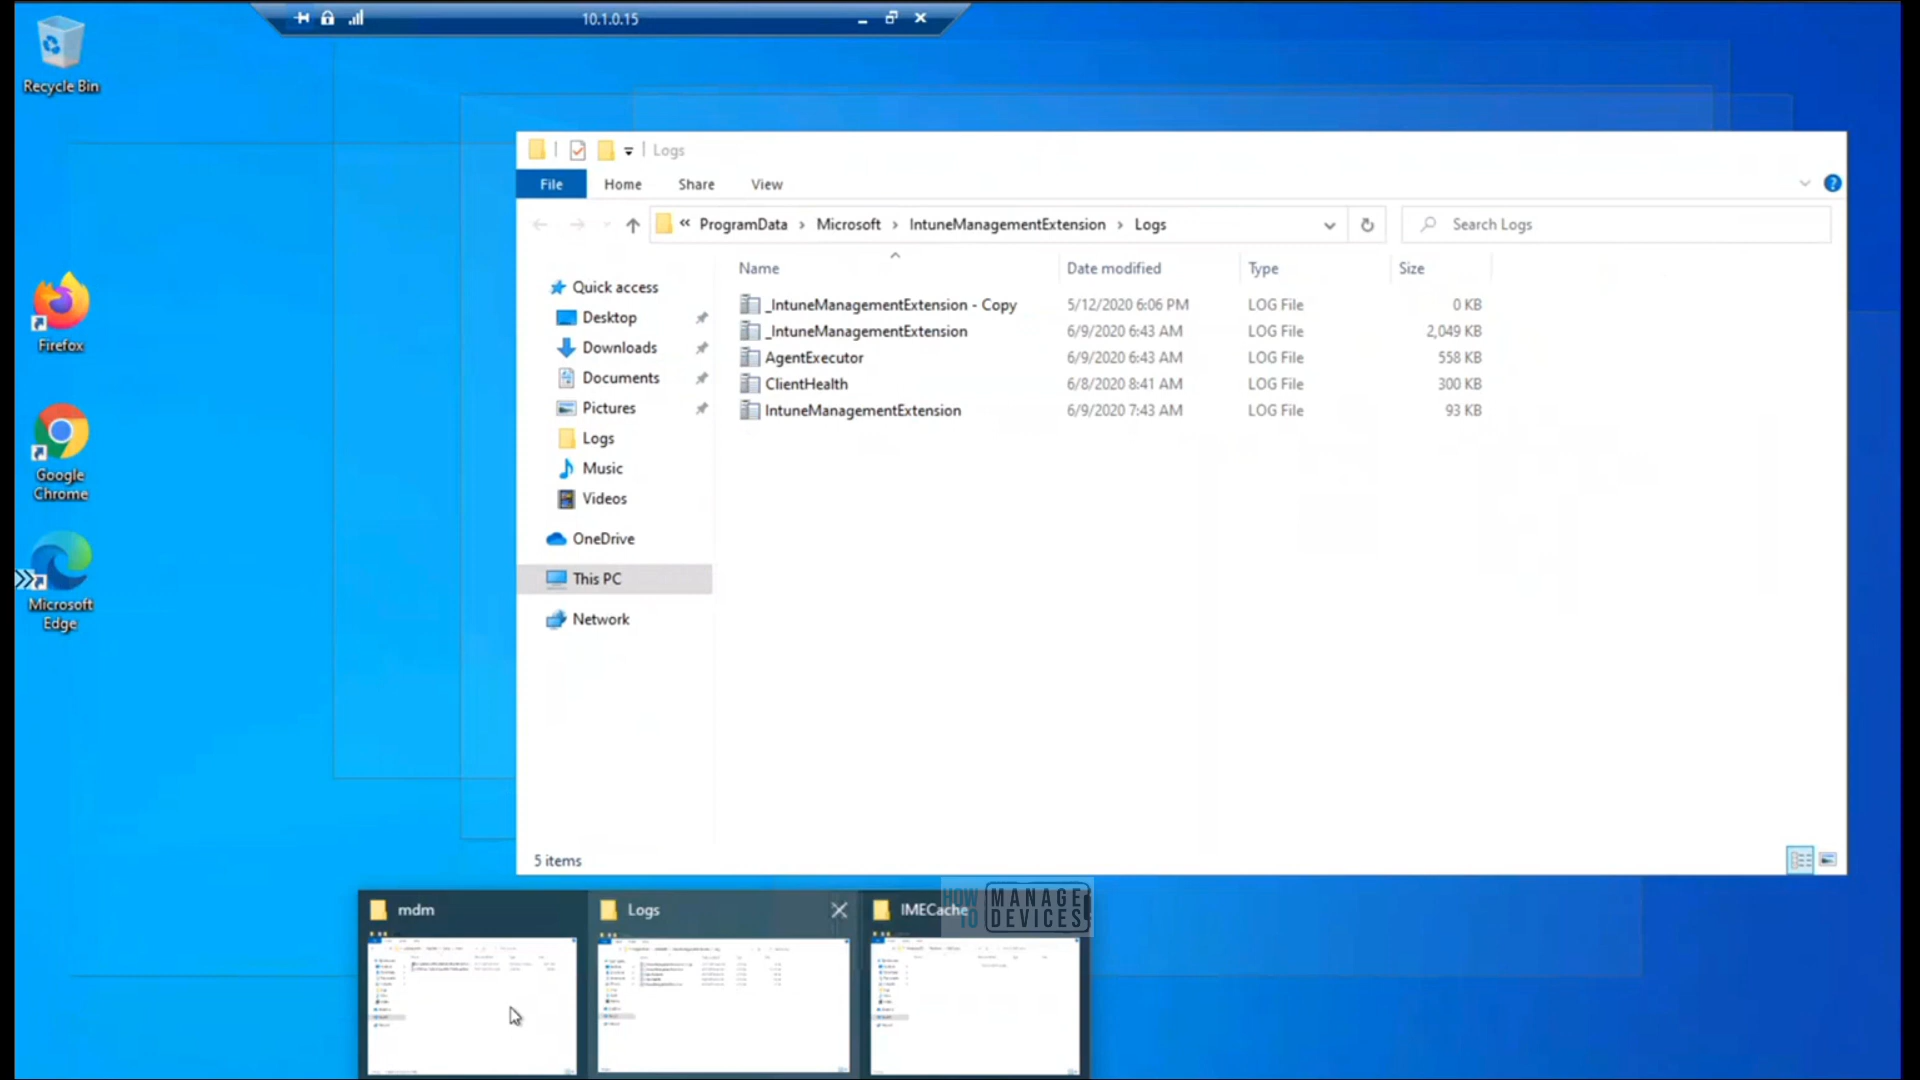 10.1.0.15
Recycle Bin
Logs
File Home Share View
« ProgramData › Microsoft › IntuneManagementExtension › Logs
Search Logs
Name Date modified Type Size
Quick access
Desktop
Downloads
Documents
Pictures
Logs
Music
Videos
OneDrive
This PC
Network
_IntuneManagementExtension - Copy 5/12/2020 6:06 PM LOG File 0 KB
_IntuneManagementExtension 6/9/2020 6:43 AM LOG File 2,049 KB
AgentExecutor 6/9/2020 6:43 AM LOG File 558 KB
ClientHealth 6/8/2020 8:41 AM LOG File 300 KB
IntuneManagementExtension 6/9/2020 7:43 AM LOG File 93 KB
Firefox
Google
Chrome
Microsoft
Edge
5 items
mdm
Logs
IMECache
HOW TO
MANAGE
DEVICES